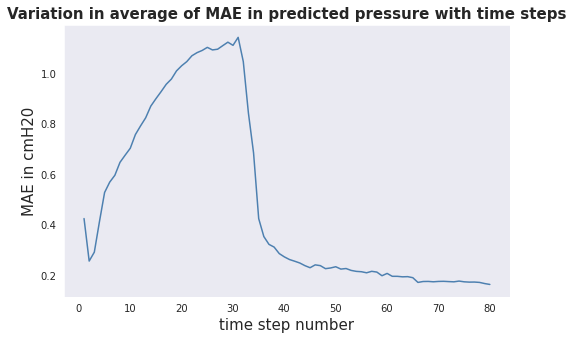 Variation in average of MAE in predicted pressure with time steps
MAE in cmH20
1.0
0.8
0.6
0.4
0.2
0 10 20 30 40 50 60 70 80
time step number